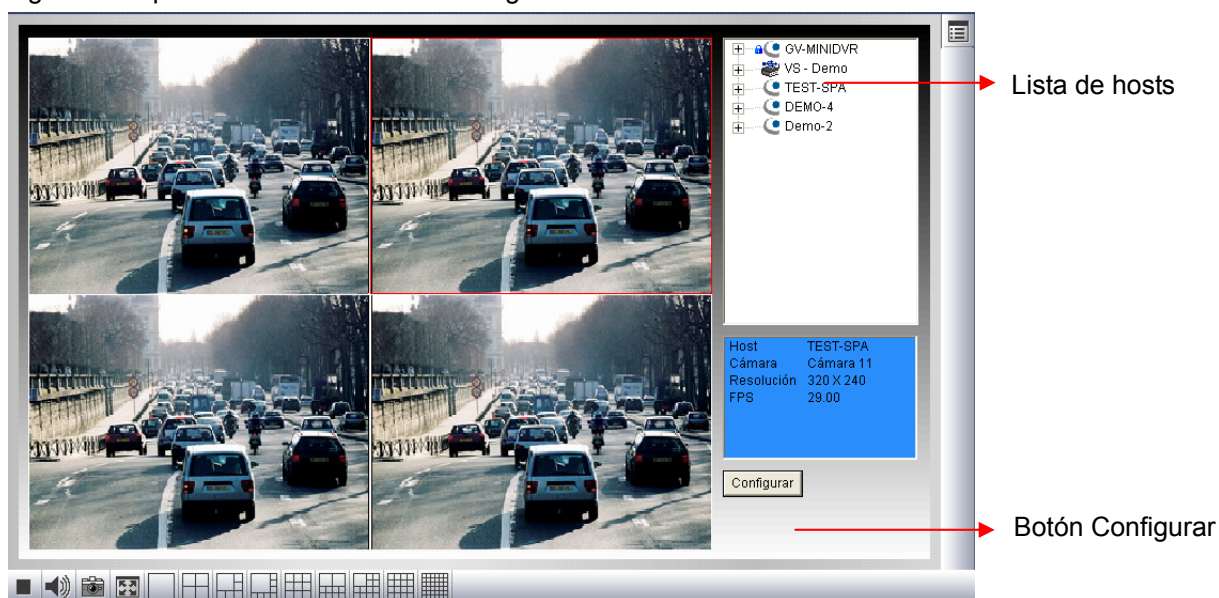 GV-MINIDVR
VS - Demo
TEST-SPA
DEMO-4
Demo-2
Lista de hosts
Host TEST-SPA
Cámara Cámara 11
Resolución 320 X 240
FPS 29.00
Configurar
Botón Configurar